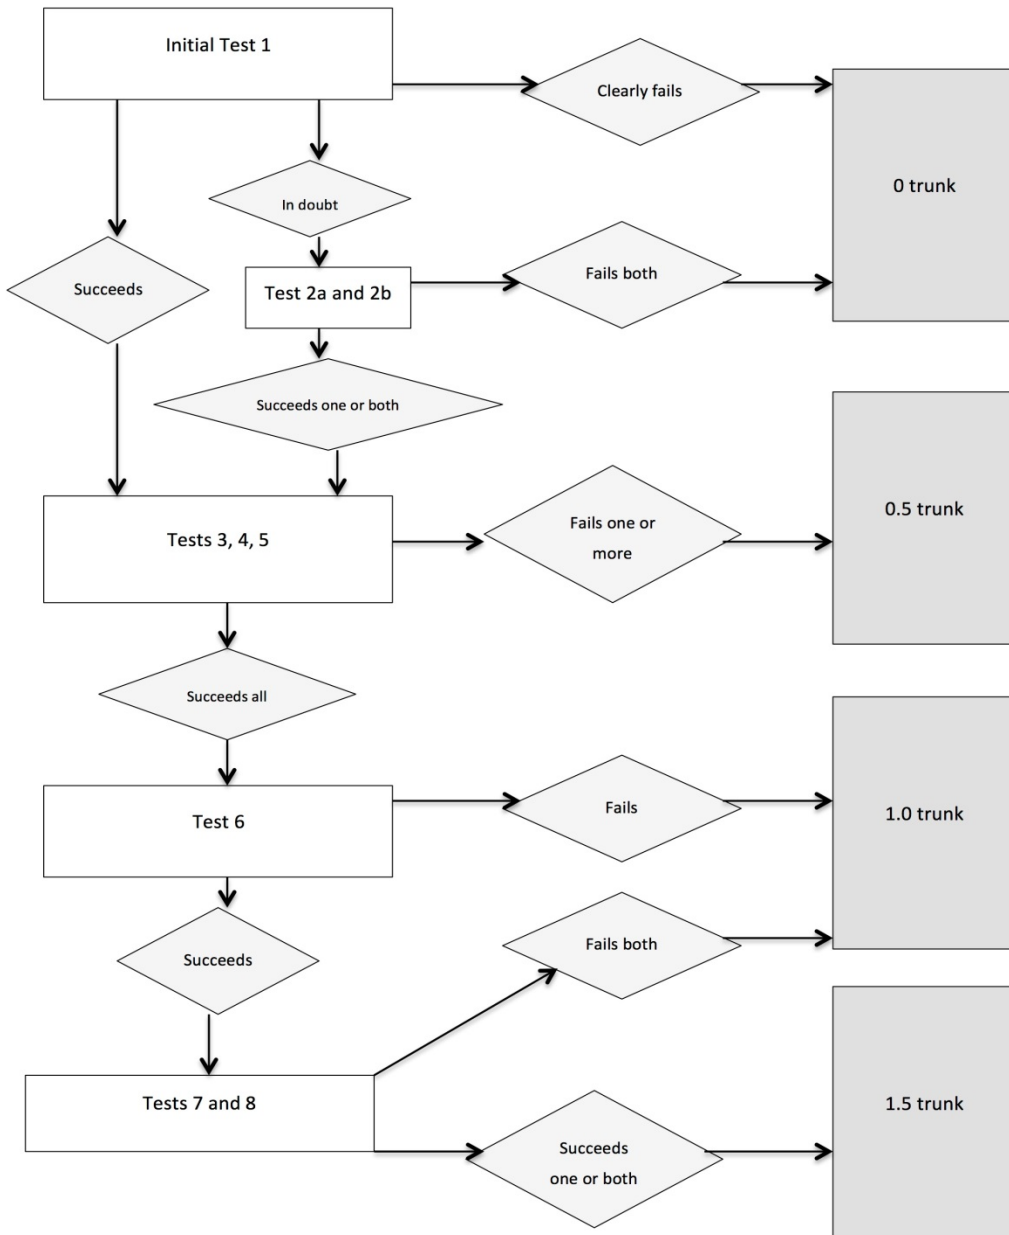 Initial Test 1
Clearly fails
0 trunk
In doubt
Succeeds
Test 2a and 2b
Fails both
Succeeds one or both
Tests 3, 4, 5
Fails one or
more
0.5 trunk
Succeeds all
Test 6
Fails
1.0 trunk
Succeeds
Fails both
Tests 7 and 8
Succeeds
one or both
1.5 trunk